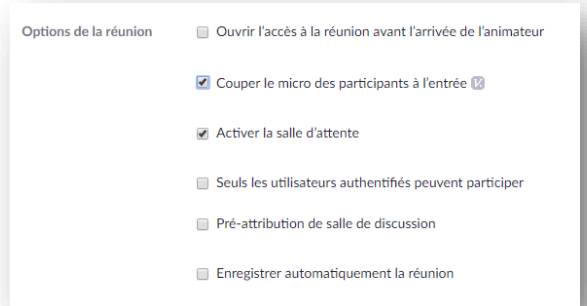 Options de la réunion
Ouvrir l’accès à la réunion avant l’arrivée de l’animateur
Couper le micro des participants à l’entrée
Activer la salle d’attente
Seuls les utilisateurs authentifiés peuvent participer
Pré-attribution de salle de discussion
Enregistrer automatiquement la réunion